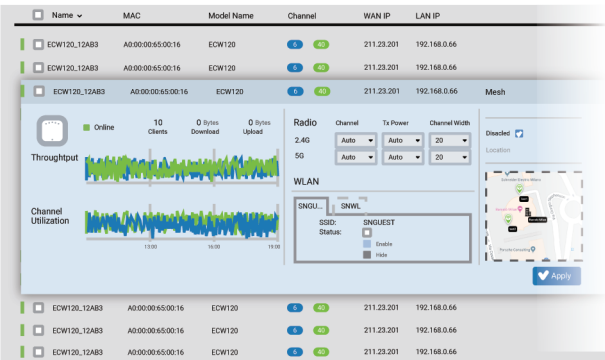 Name MAC Model Name Channel WAN IP LAN IP
ECW120_12AB3 A0:00:00:65:00:16 ECW120 6 40 211.23.201 192.168.0.66
ECW120_12AB3 A0:00:00:65:00:16 ECW120 6 40 211.23.201 192.168.0.66
ECW120_12AB3 A0:00:00:65:00:16 ECW120 6 40 211.23.201 192.168.0.66 Mesh
Online
10 0 Bytes 0 Bytes
Clients Download Upload
Throughtput
Channel
Utilization
13:00 16:00 19:00
Radio Channel Tx Power Channel Width
2.4G Auto Auto 20
5G Auto Auto 20
WLAN
SNGU... SNWL
SSID: SNGUEST
Status:
Enable
Hide
Disacled
Location
Apply
ECW120_12AB3 A0:00:00:65:00:16 ECW120 6 40 211.23.201 192.168.0.66
ECW120_12AB3 A0:00:00:65:00:16 ECW120 6 40 211.23.201 192.168.0.66
ECW120_12AB3 A0:00:00:65:00:16 ECW120 6 40 211.23.201 192.168.0.66